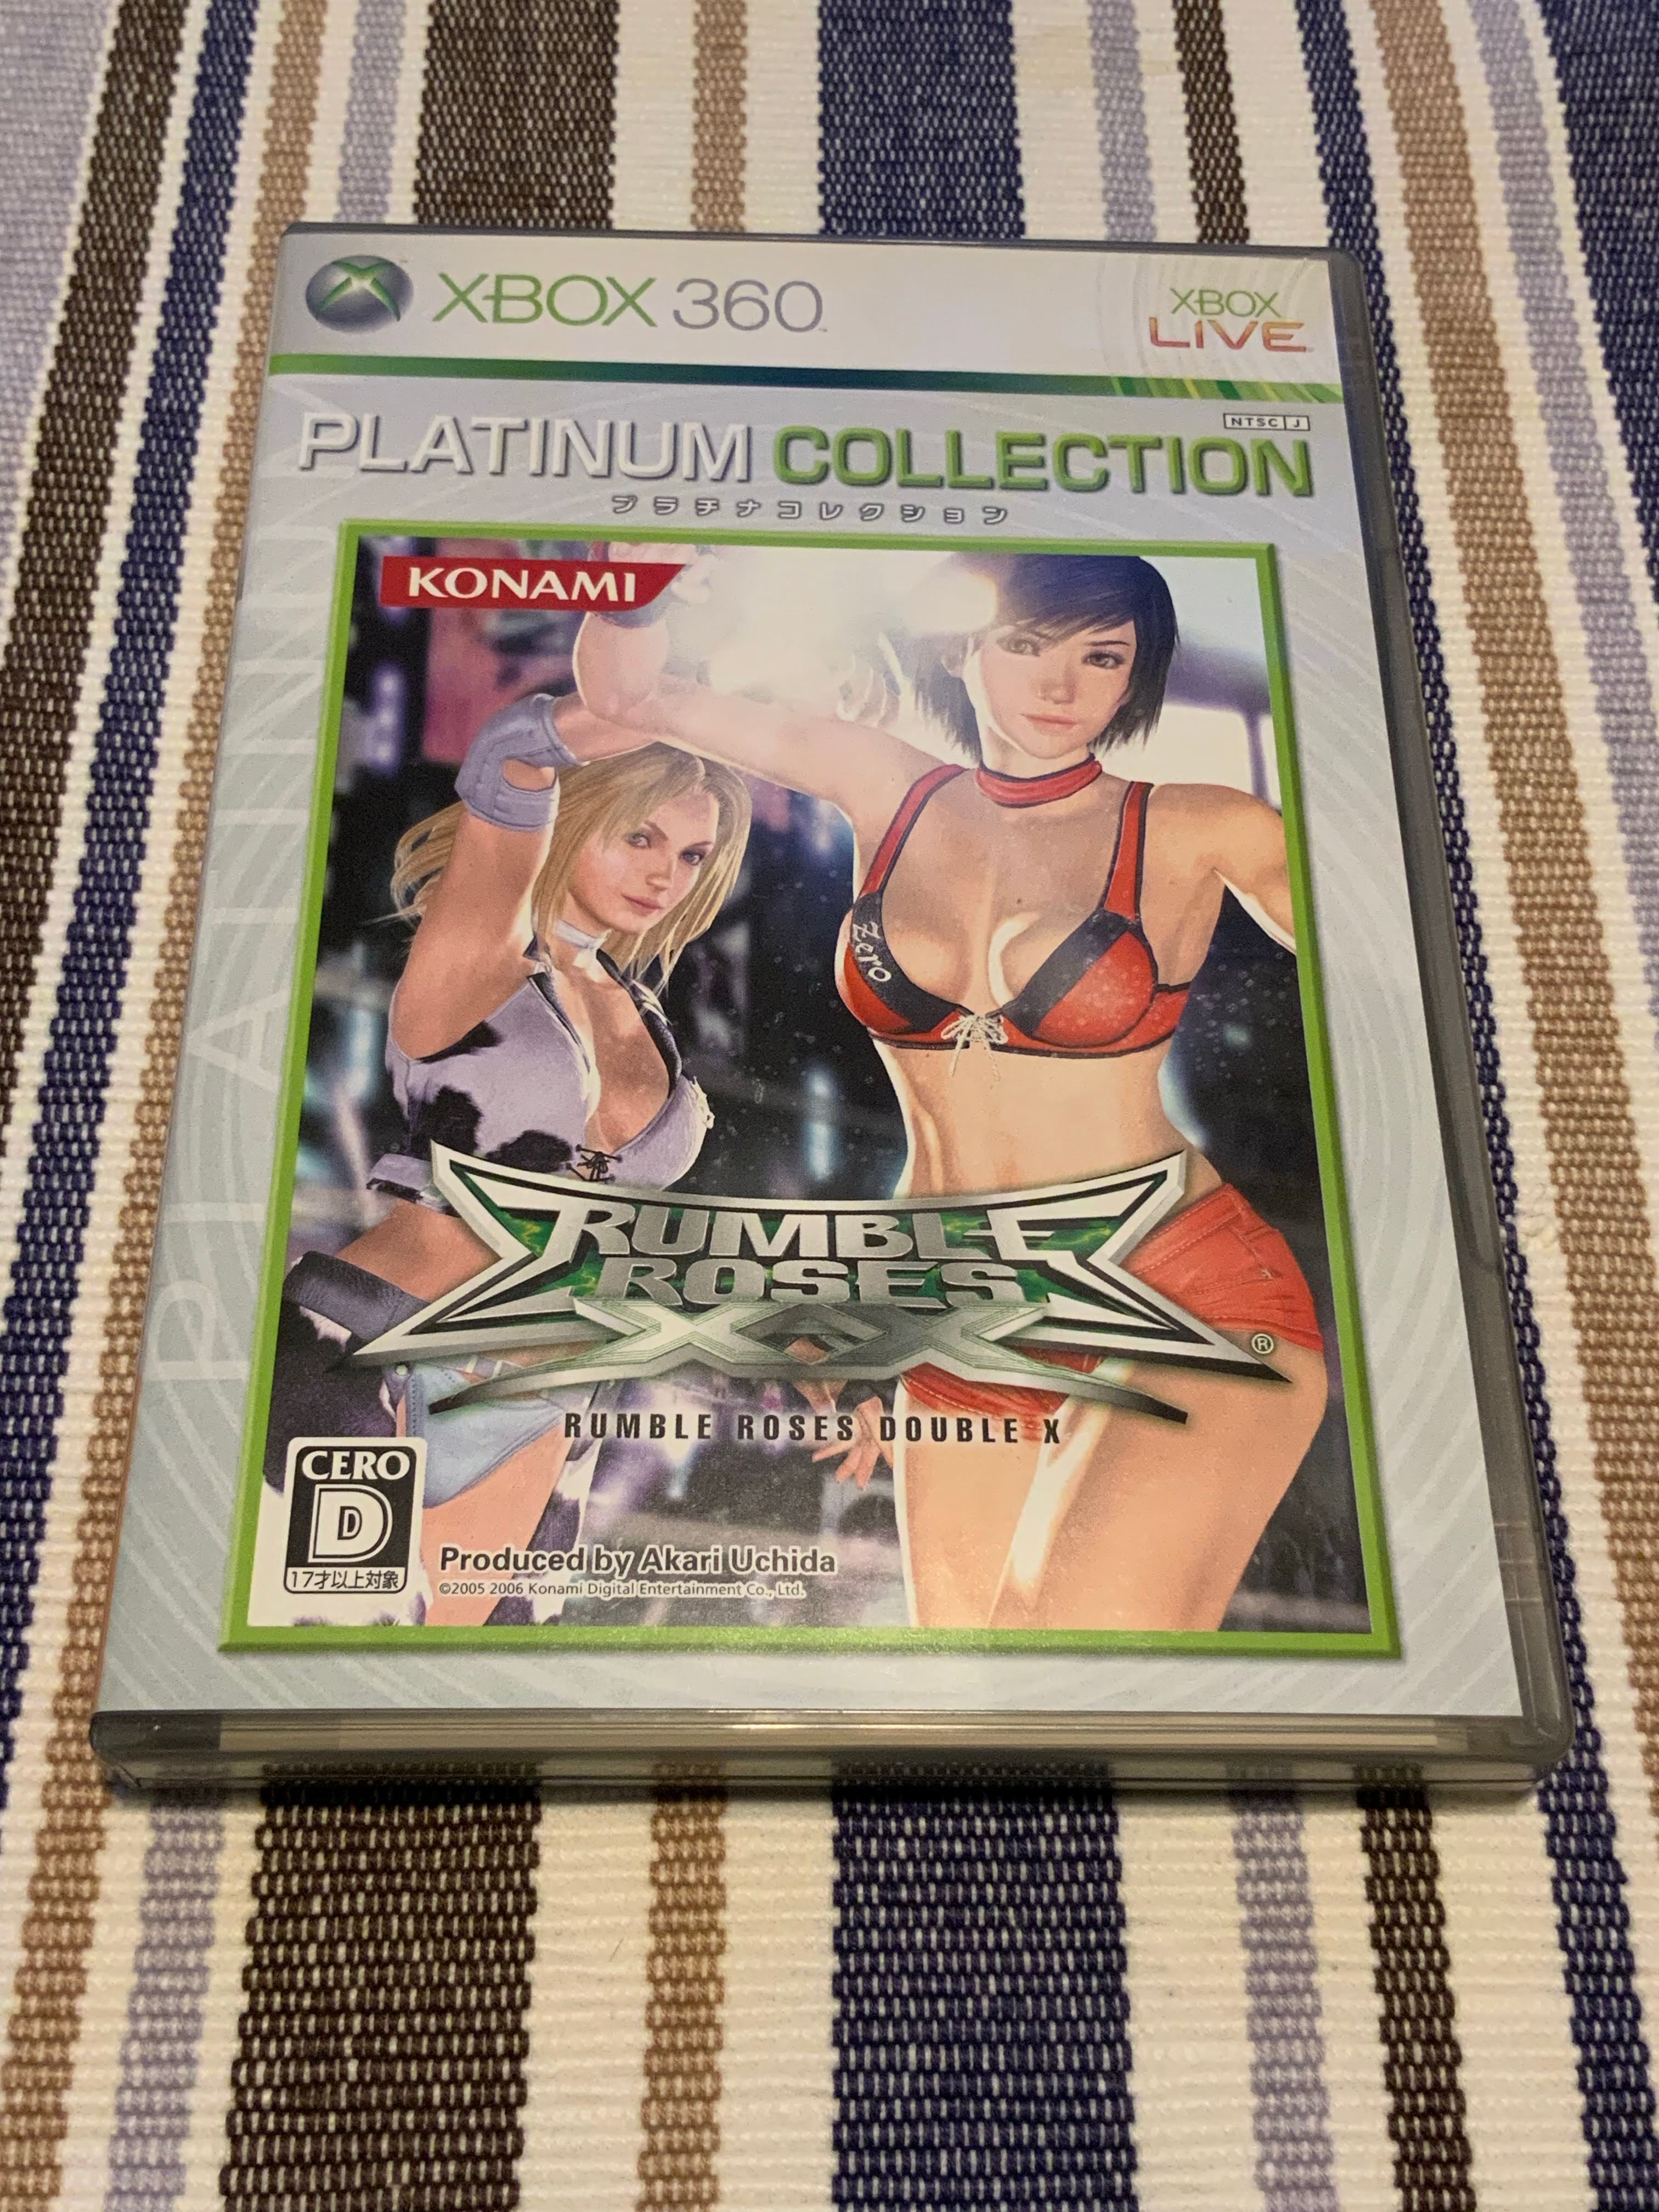 XBOX 360
XBOX
LIVE
NTSC J
PLATINUM COLLECTION
プラチナコレクション
PLATINUM
KONAMI
Zero
RUMBLE
ROSES
XX
®
RUMBLE ROSES DOUBLE X
CERO
D
17才以上対象
Produced by Akari Uchida
©2005 2006 Konami Digital Entertainment Co., Ltd.